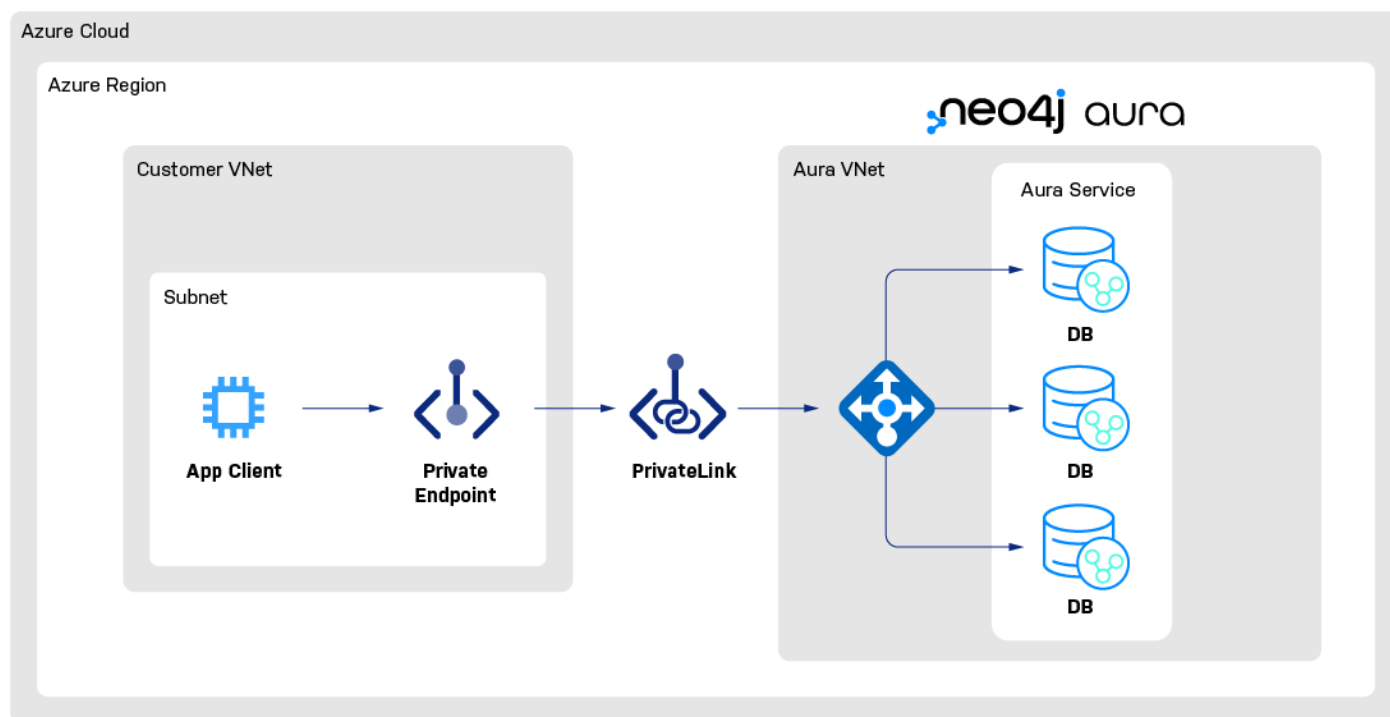 Azure Cloud
Azure Region
neo4j aura
Customer VNet
Aura VNet
Aura Service
Subnet
DB
App Client
Private
Endpoint
PrivateLink
DB
DB